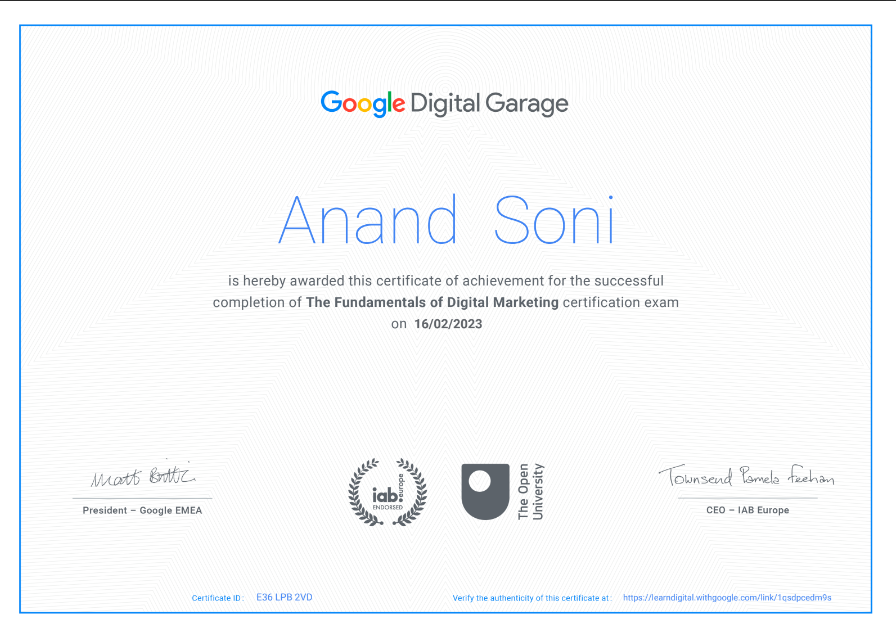 Google Digital Garage
Anand Soni
is hereby awarded this certificate of achievement for the successful
completion of The Fundamentals of Digital Marketing certification exam
on 16/02/2023
Townsend Pamela Feehan
iab.europe
ENDORSED
The Open
University
President – Google EMEA
CEO – IAB Europe
Certificate ID : E36 LPB 2VD
Verify the authenticity of this certificate at : https://learndigital.withgoogle.com/link/1qsdpcedm9s